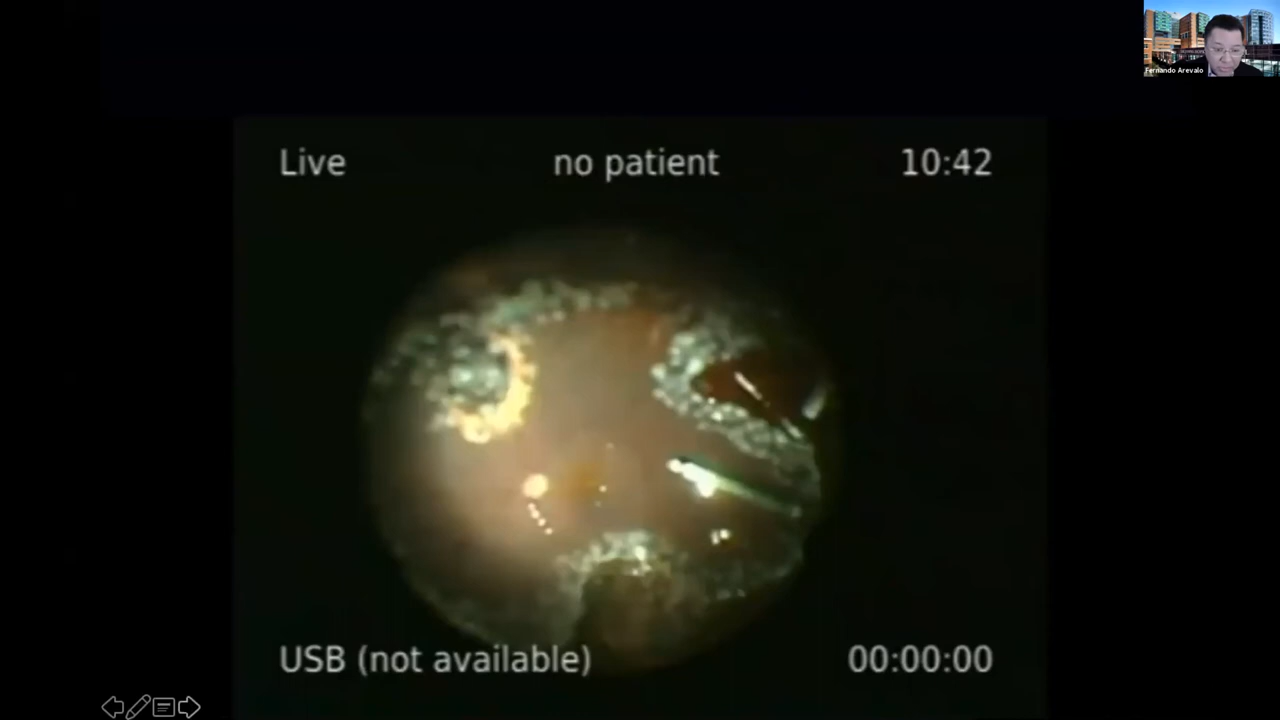 Fernando Arevalo
Live no patient 10:42
USB (not available) 00:00:00